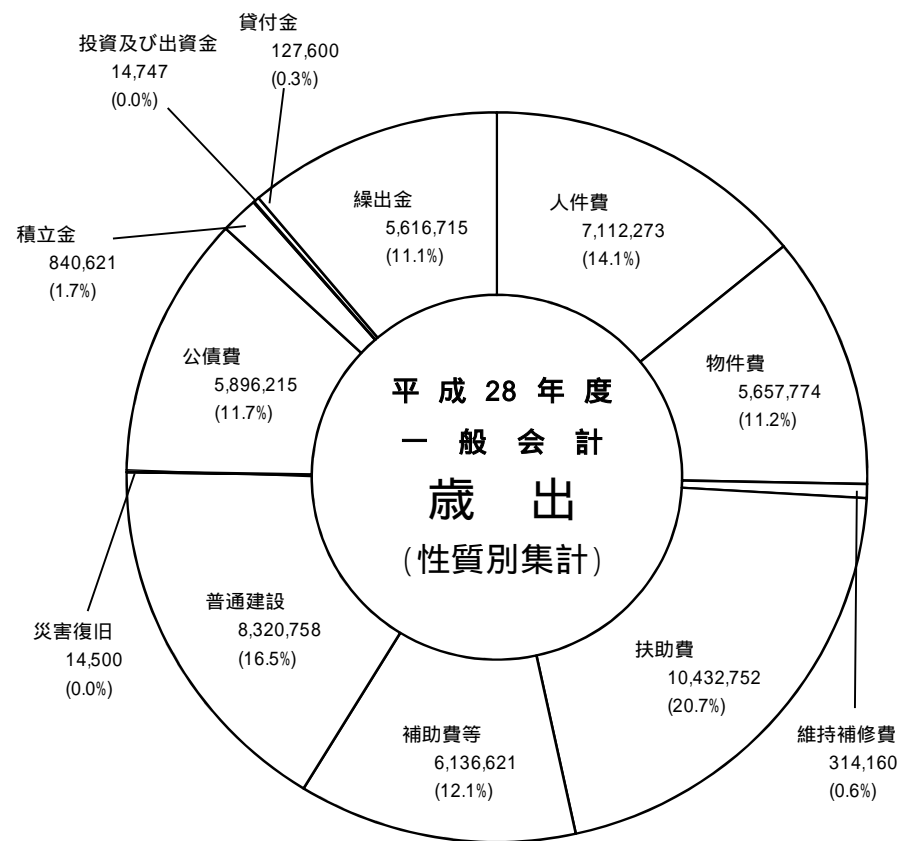 貸付金
127,600
(0.3%)
投資及び出資金
14,747
(0.0%)
繰出金
5,616,715
(11.1%)
人件費
7,112,273
(14.1%)
積立金
840,621
(1.7%)
公債費
5,896,215
(11.7%)
物件費
5,657,774
(11.2%)
平成28年度
一般会計
歳出
(性質別集計)
普通建設
8,320,758
(16.5%)
災害復旧
14,500
(0.0%)
扶助費
10,432,752
(20.7%)
補助費等
6,136,621
(12.1%)
維持補修費
314,160
(0.6%)